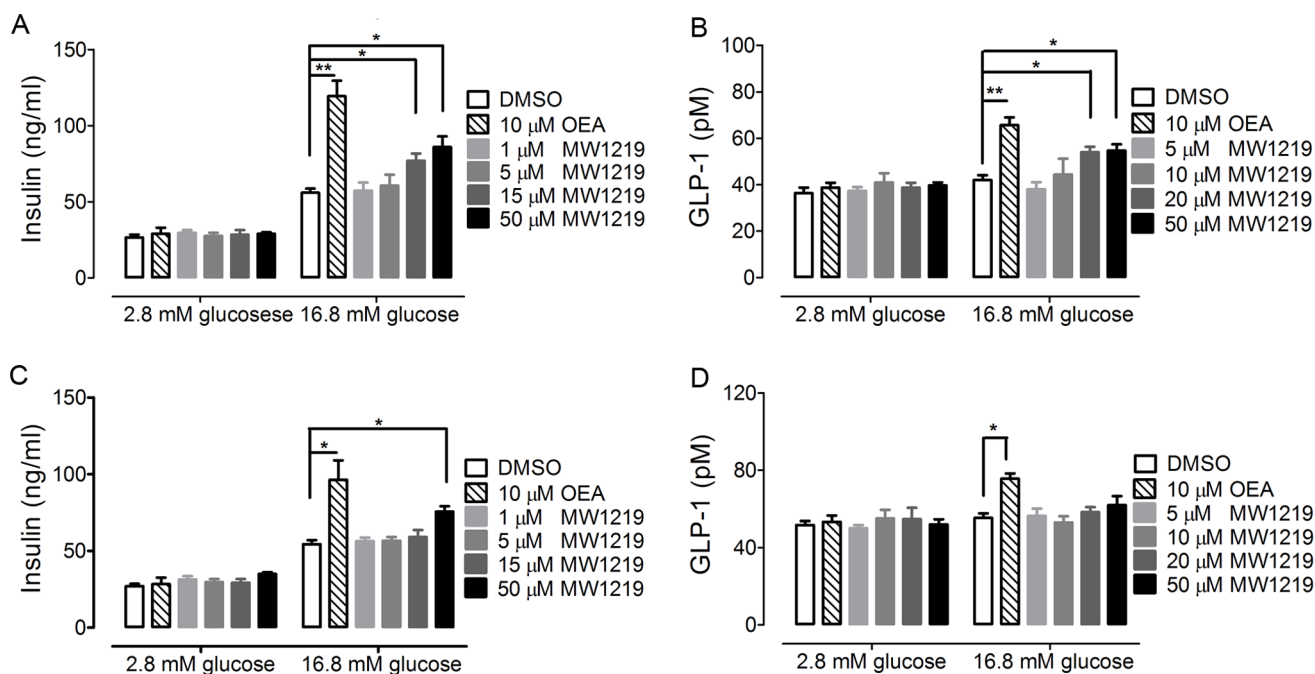 A
Insulin (ng/ml)
150
100
50
0
**
*
*
DMSO
10 μM OEA
1 μM MW1219
5 μM MW1219
15 μM MW1219
50 μM MW1219
2.8 mM glucosese
16.8 mM glucose
B
GLP-1 (pM)
100
80
60
40
20
0
**
*
*
DMSO
10 μM OEA
5 μM MW1219
10 μM MW1219
20 μM MW1219
50 μM MW1219
2.8 mM glucose
16.8 mM glucose
C
Insulin (ng/ml)
150
100
50
0
*
*
DMSO
10 μM OEA
1 μM MW1219
5 μM MW1219
15 μM MW1219
50 μM MW1219
2.8 mM glucose
16.8 mM glucose
D
GLP-1 (pM)
120
80
40
0
*
DMSO
10 μM OEA
5 μM MW1219
10 μM MW1219
20 μM MW1219
50 μM MW1219
2.8 mM glucose
16.8 mM glucose